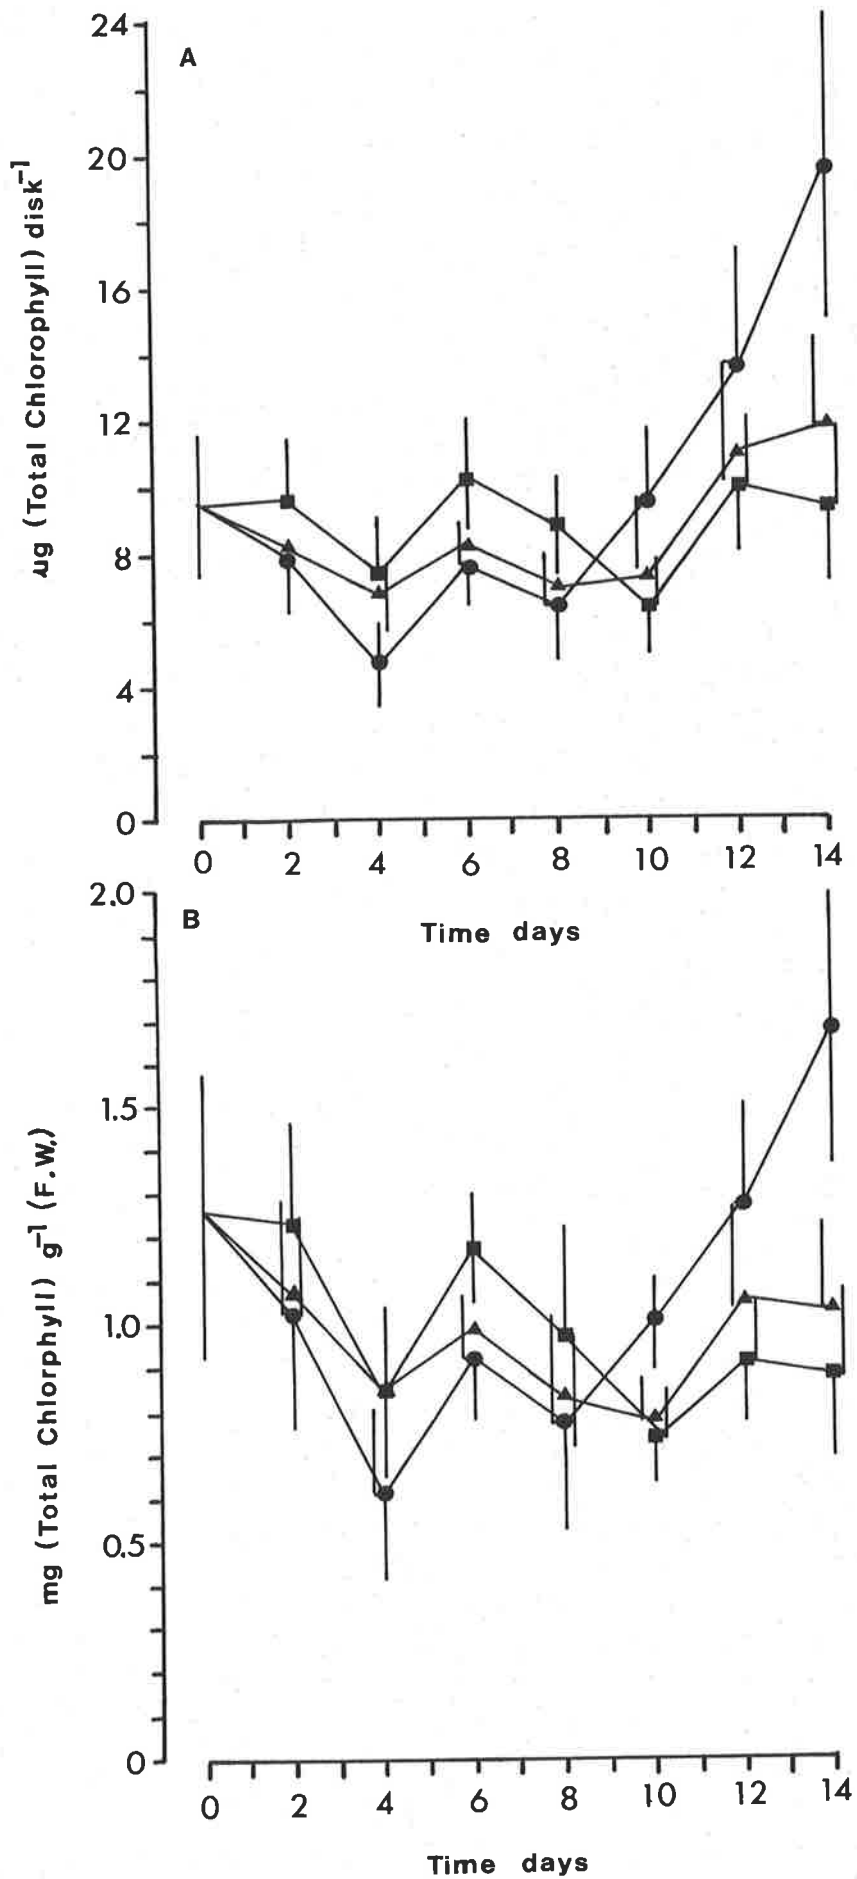 24
A
20
16
12
8
4
0
µg (Total Chlorophyll) disk⁻¹
0 2 4 6 8 10 12 14
Time days
2.0
B
1.5
1.0
0.5
0
mg (Total Chlorphyll) g⁻¹ (F.W.)
0 2 4 6 8 10 12 14
Time days